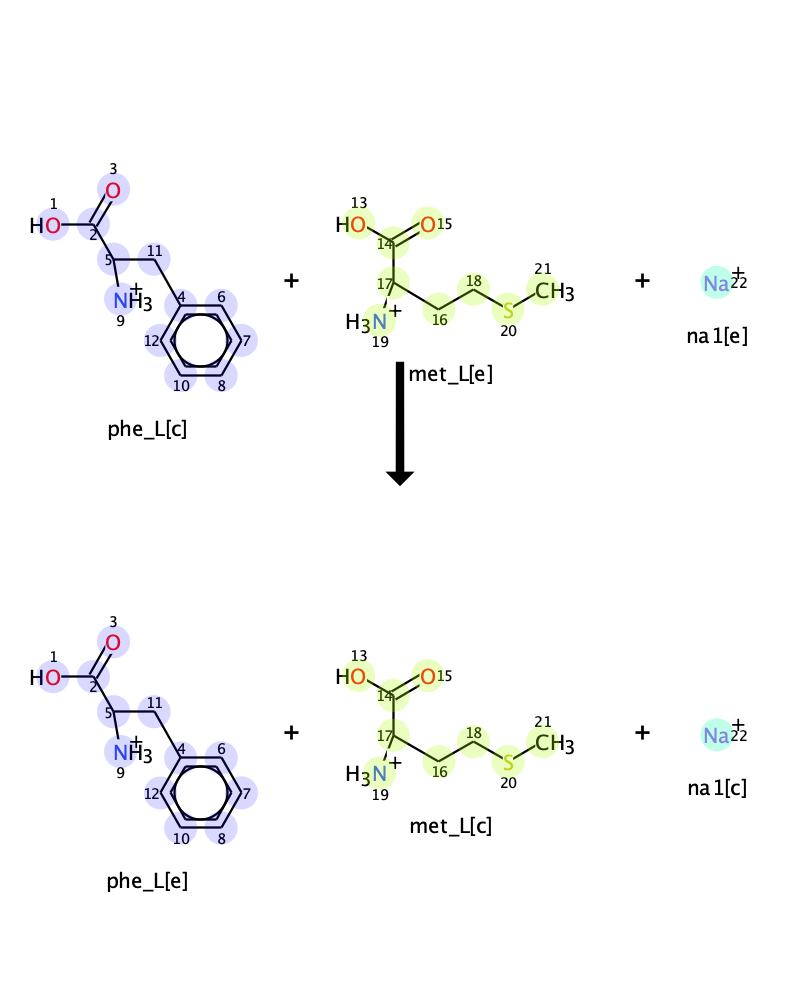 3
1
HO
O
2
5
11
NH3
+
9
4
6
12
7
10
8
phe_L[c]
+
13
HO
O
15
14
17
18
21
CH3
H3N
+
19
16
S
20
met_L[e]
+
Na
+
22
na1[e]
3
1
HO
O
2
5
11
NH3
+
9
4
6
12
7
10
8
phe_L[e]
+
13
HO
O
15
14
17
18
21
CH3
H3N
+
19
16
S
20
met_L[c]
+
Na
+
22
na1[c]